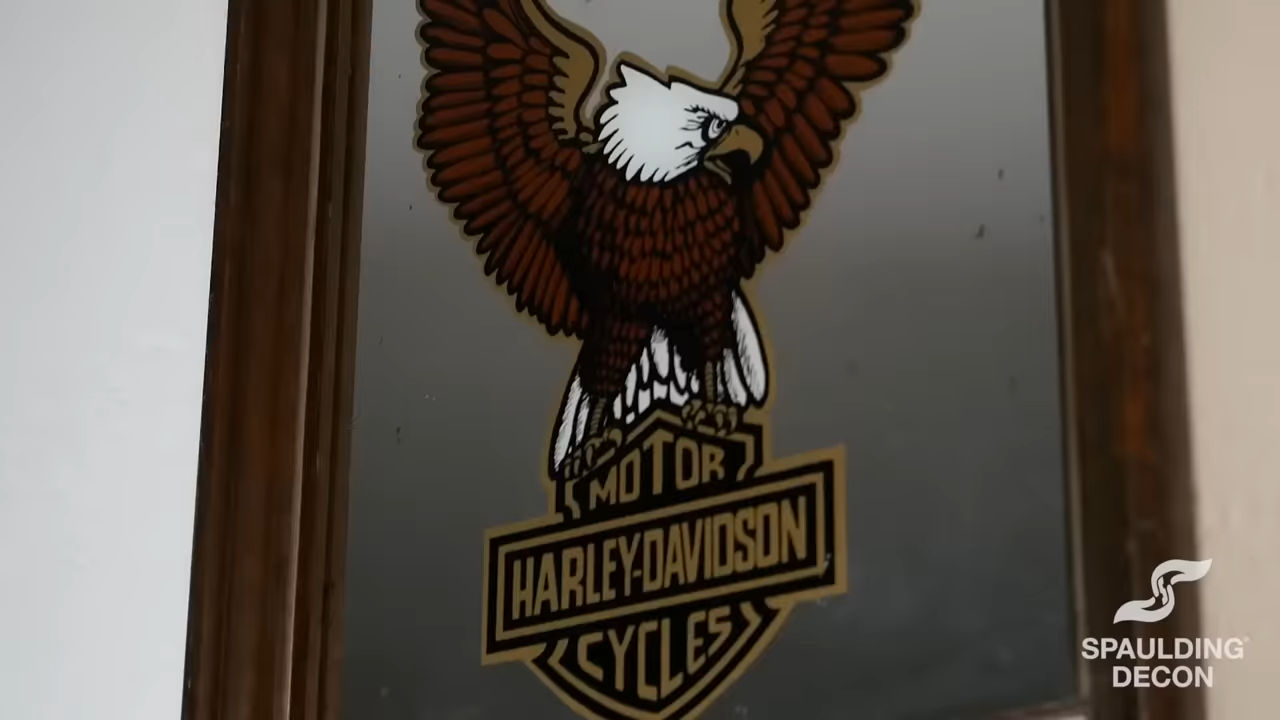 MOTOR
HARLEY-DAVIDSON
CYCLES
SPAULDING®
DECON